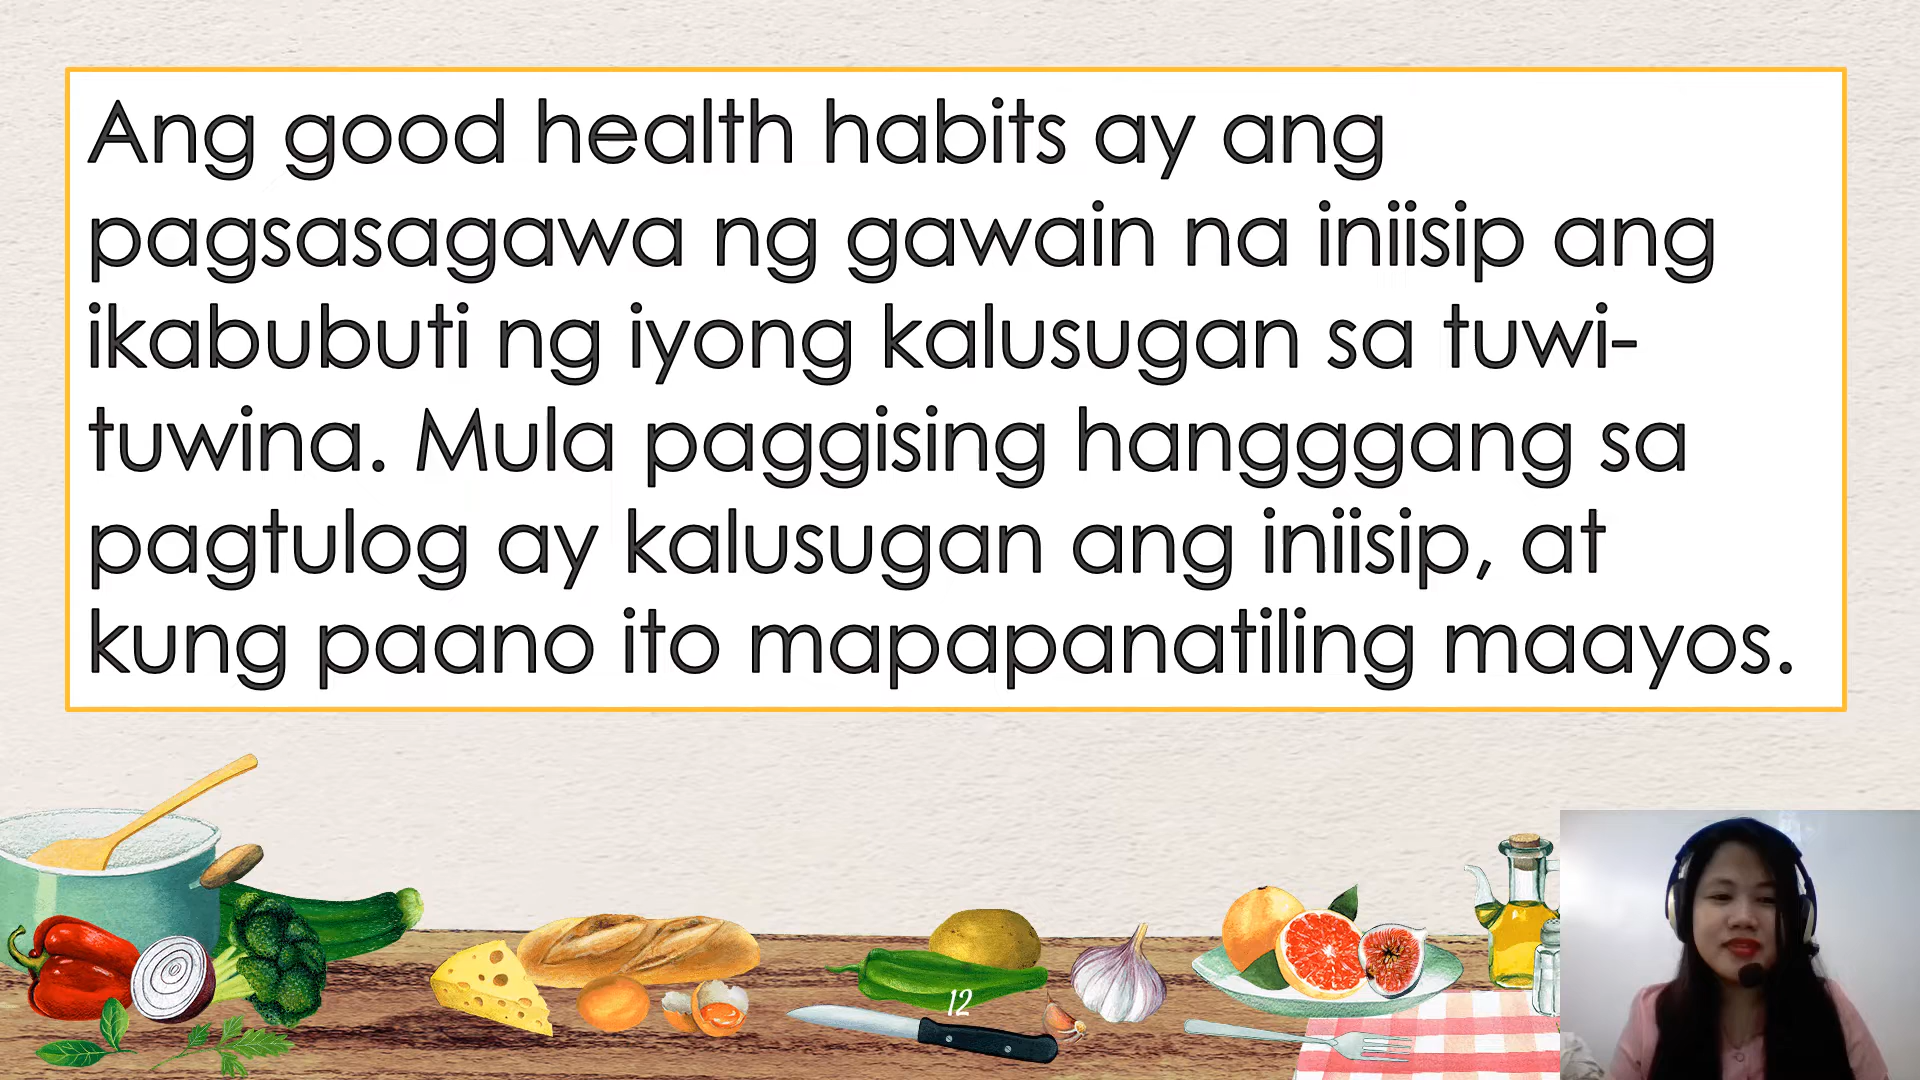 Ang good health habits ay ang
pagsasagawa ng gawain na iniisip ang
ikabubuti ng iyong kalusugan sa tuwi-
tuwina. Mula paggising hangggang sa
pagtulog ay kalusugan ang iniisip, at
kung paano ito mapapanatiling maayos.
12